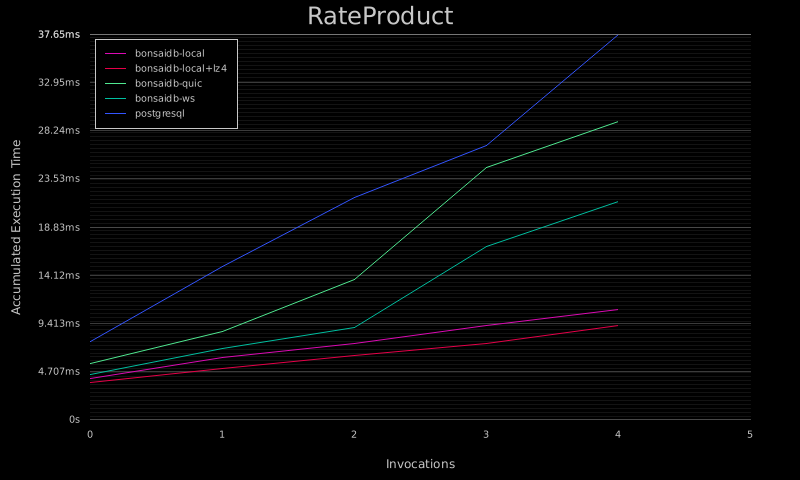 RateProduct
37.65ms
bonsaidb-local
bonsaidb-local+lz4
32.95ms
bonsaidb-quic
bonsaidb-ws
postgresql
28.24ms
23.53ms
18.83ms
14.12ms
9.413ms
4.707ms
0s
Accumulated Execution Time
0 1 2 3 4 5
Invocations